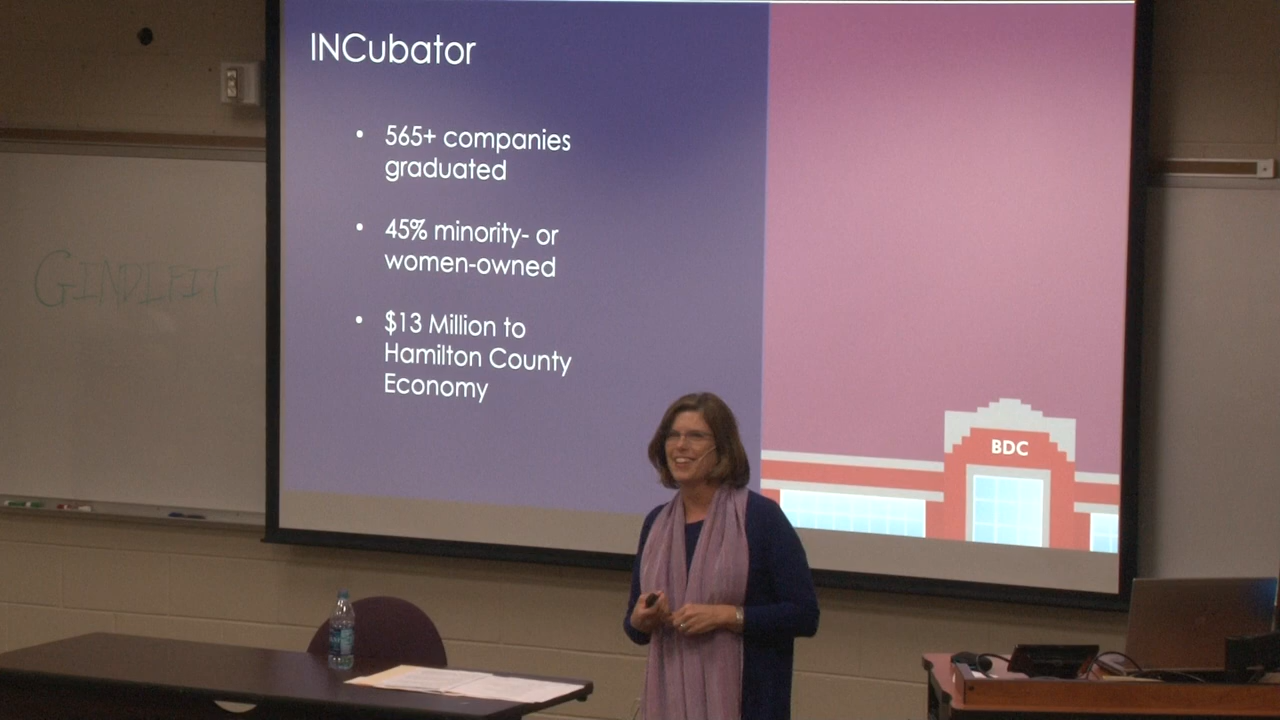 INCubator
• 565+ companies
graduated
• 45% minority- or
women-owned
• $13 Million to
Hamilton County
Economy
BDC